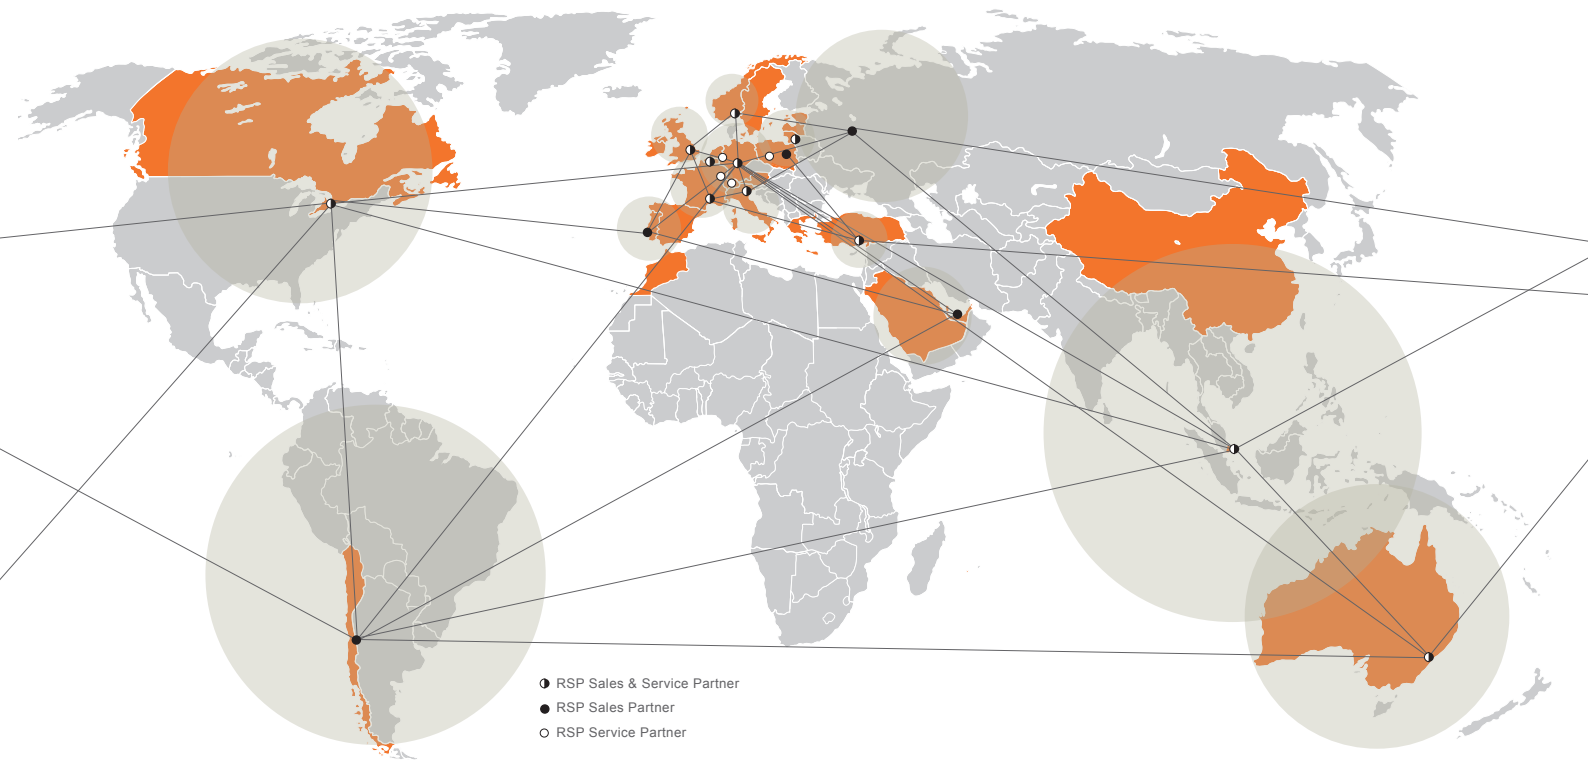 RSP Sales & Service Partner
RSP Sales Partner
RSP Service Partner